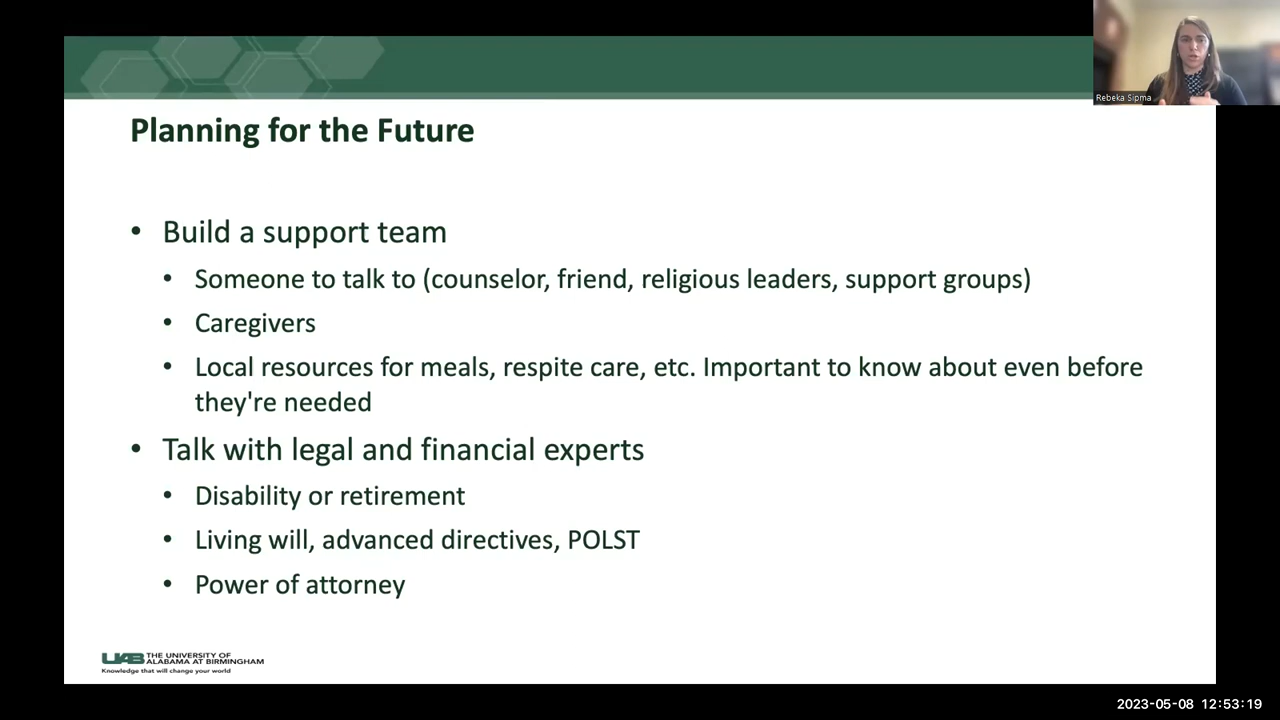 Rebeka Sipma
Planning for the Future
• Build a support team
• Someone to talk to (counselor, friend, religious leaders, support groups)
• Caregivers
• Local resources for meals, respite care, etc. Important to know about even before
they're needed
• Talk with legal and financial experts
• Disability or retirement
• Living will, advanced directives, POLST
• Power of attorney
UAB THE UNIVERSITY OF
ALABAMA AT BIRMINGHAM
Knowledge that will change your world
2023-05-08 12:53:19